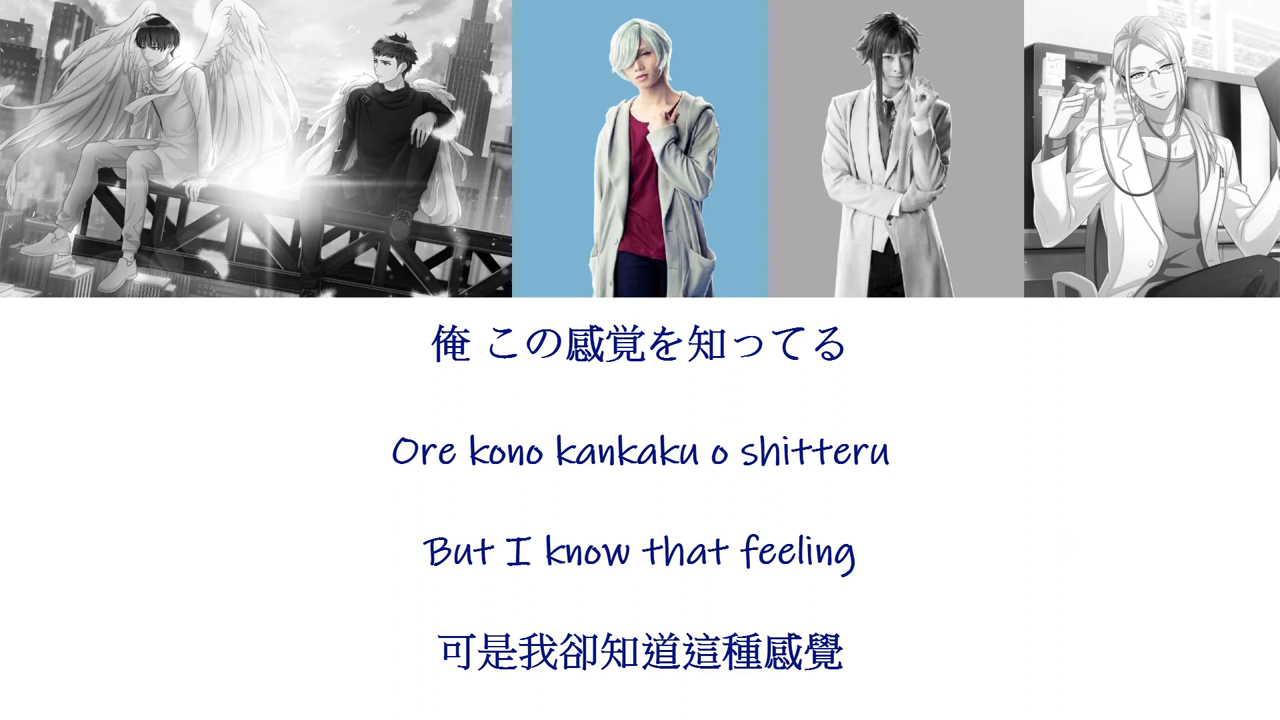 俺 この感覚を知ってる
Ore kono kankaku o shitteru
But I know that feeling
可是我卻知道這種感覺